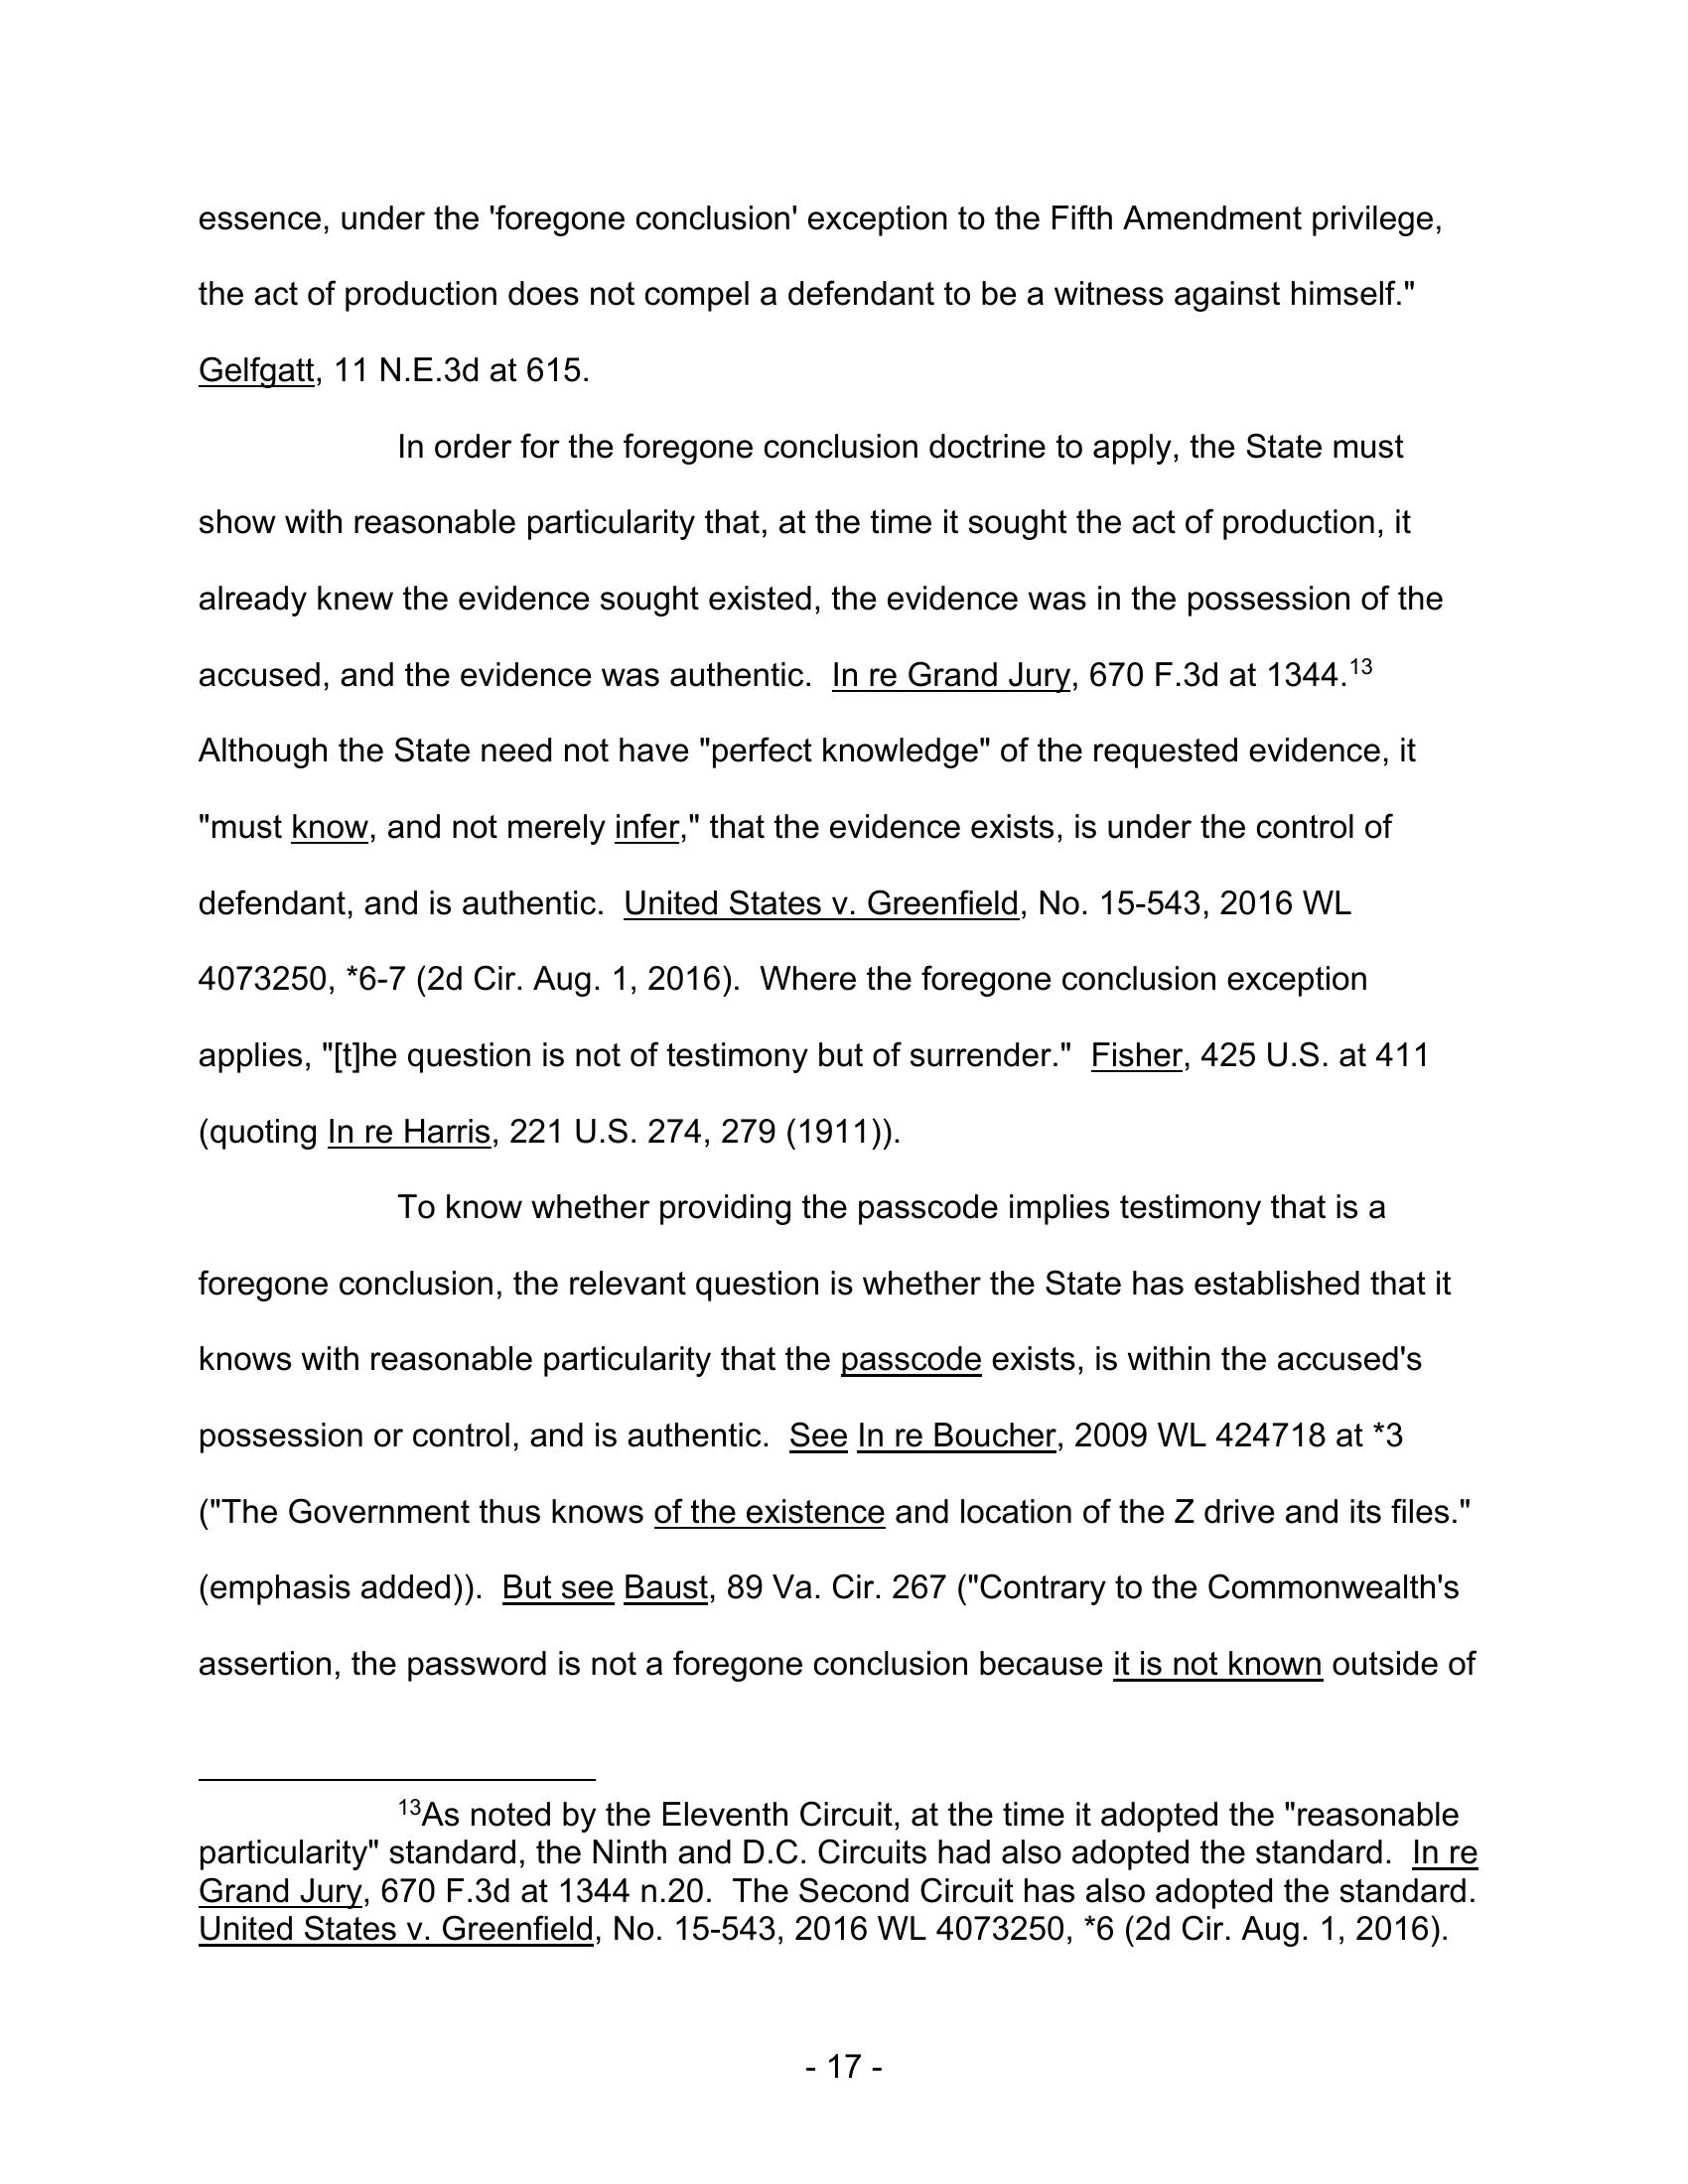 essence, under the 'foregone conclusion' exception to the Fifth Amendment privilege,
the act of production does not compel a defendant to be a witness against himself."
Gelfgatt, 11 N.E.3d at 615.
In order for the foregone conclusion doctrine to apply, the State must
show with reasonable particularity that, at the time it sought the act of production, it
already knew the evidence sought existed, the evidence was in the possession of the
accused, and the evidence was authentic.  In re Grand Jury, 670 F.3d at 1344.13
Although the State need not have "perfect knowledge" of the requested evidence, it
"must know, and not merely infer," that the evidence exists, is under the control of
defendant, and is authentic.  United States v. Greenfield, No. 15-543, 2016 WL
4073250, *6-7 (2d Cir. Aug. 1, 2016).  Where the foregone conclusion exception
applies, "[t]he question is not of testimony but of surrender."  Fisher, 425 U.S. at 411
(quoting In re Harris, 221 U.S. 274, 279 (1911)).
To know whether providing the passcode implies testimony that is a
foregone conclusion, the relevant question is whether the State has established that it
knows with reasonable particularity that the passcode exists, is within the accused's
possession or control, and is authentic.  See In re Boucher, 2009 WL 424718 at *3
("The Government thus knows of the existence and location of the Z drive and its files."
(emphasis added)).  But see Baust, 89 Va. Cir. 267 ("Contrary to the Commonwealth's
assertion, the password is not a foregone conclusion because it is not known outside of
13As noted by the Eleventh Circuit, at the time it adopted the "reasonable
particularity" standard, the Ninth and D.C. Circuits had also adopted the standard.  In re
Grand Jury, 670 F.3d at 1344 n.20.  The Second Circuit has also adopted the standard.
United States v. Greenfield, No. 15-543, 2016 WL 4073250, *6 (2d Cir. Aug. 1, 2016).
- 17 -